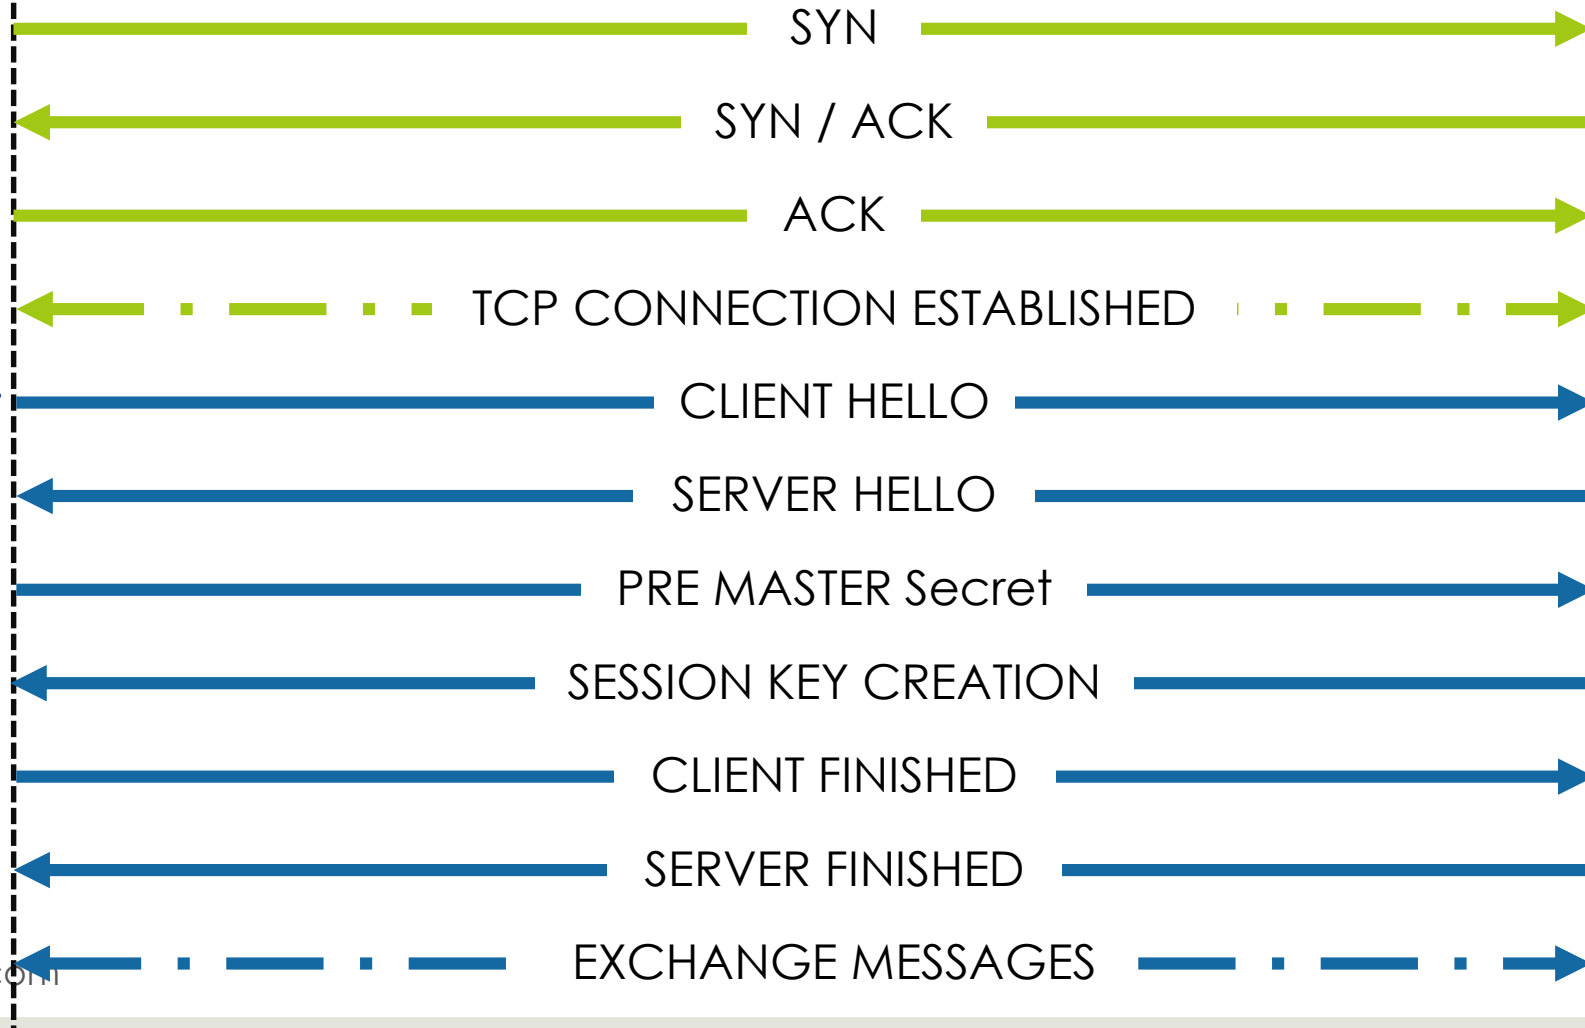 SYN
SYN / ACK
ACK
TCP CONNECTION ESTABLISHED
CLIENT HELLO
SERVER HELLO
PRE MASTER Secret
SESSION KEY CREATION
CLIENT FINISHED
SERVER FINISHED
EXCHANGE MESSAGES
com